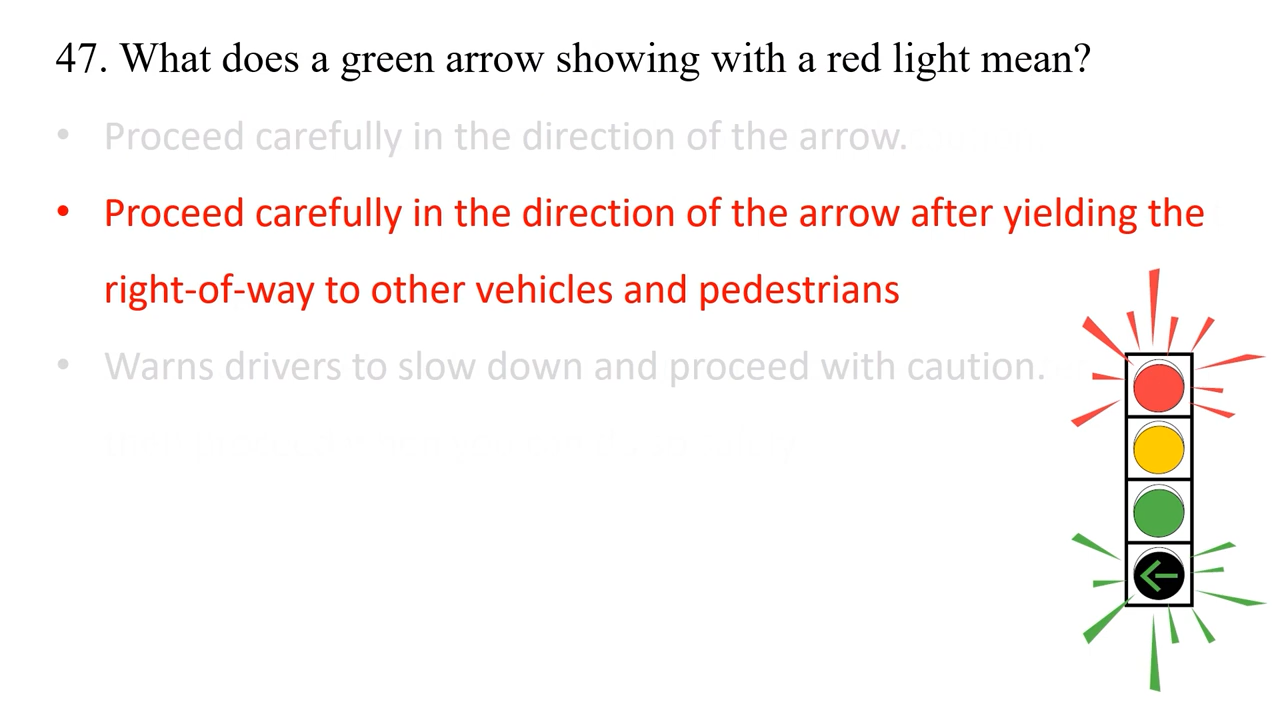 47. What does a green arrow showing with a red light mean?
• Proceed carefully in the direction of the arrow.
• Proceed carefully in the direction of the arrow after yielding the
right-of-way to other vehicles and pedestrians
• Warns drivers to slow down and proceed with caution.